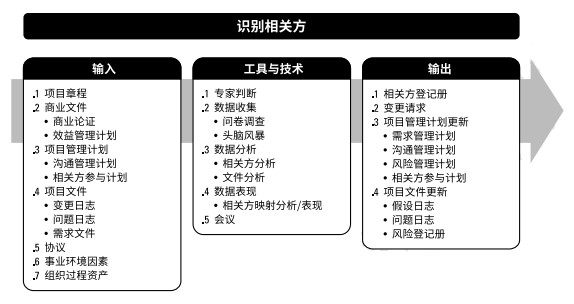 识别相关方
输入
.1 项目章程
.2 商业文件
• 商业论证
• 效益管理计划
.3 项目管理计划
• 沟通管理计划
• 相关方参与计划
.4 项目文件
• 变更日志
• 问题日志
• 需求文件
.5 协议
.6 事业环境因素
.7 组织过程资产
工具与技术
.1 专家判断
.2 数据收集
• 问卷调查
• 头脑风暴
.3 数据分析
• 相关方分析
• 文件分析
.4 数据表现
• 相关方映射分析/表现
.5 会议
输出
.1 相关方登记册
.2 变更请求
.3 项目管理计划更新
• 需求管理计划
• 沟通管理计划
• 风险管理计划
• 相关方参与计划
.4 项目文件更新
• 假设日志
• 问题日志
• 风险登记册